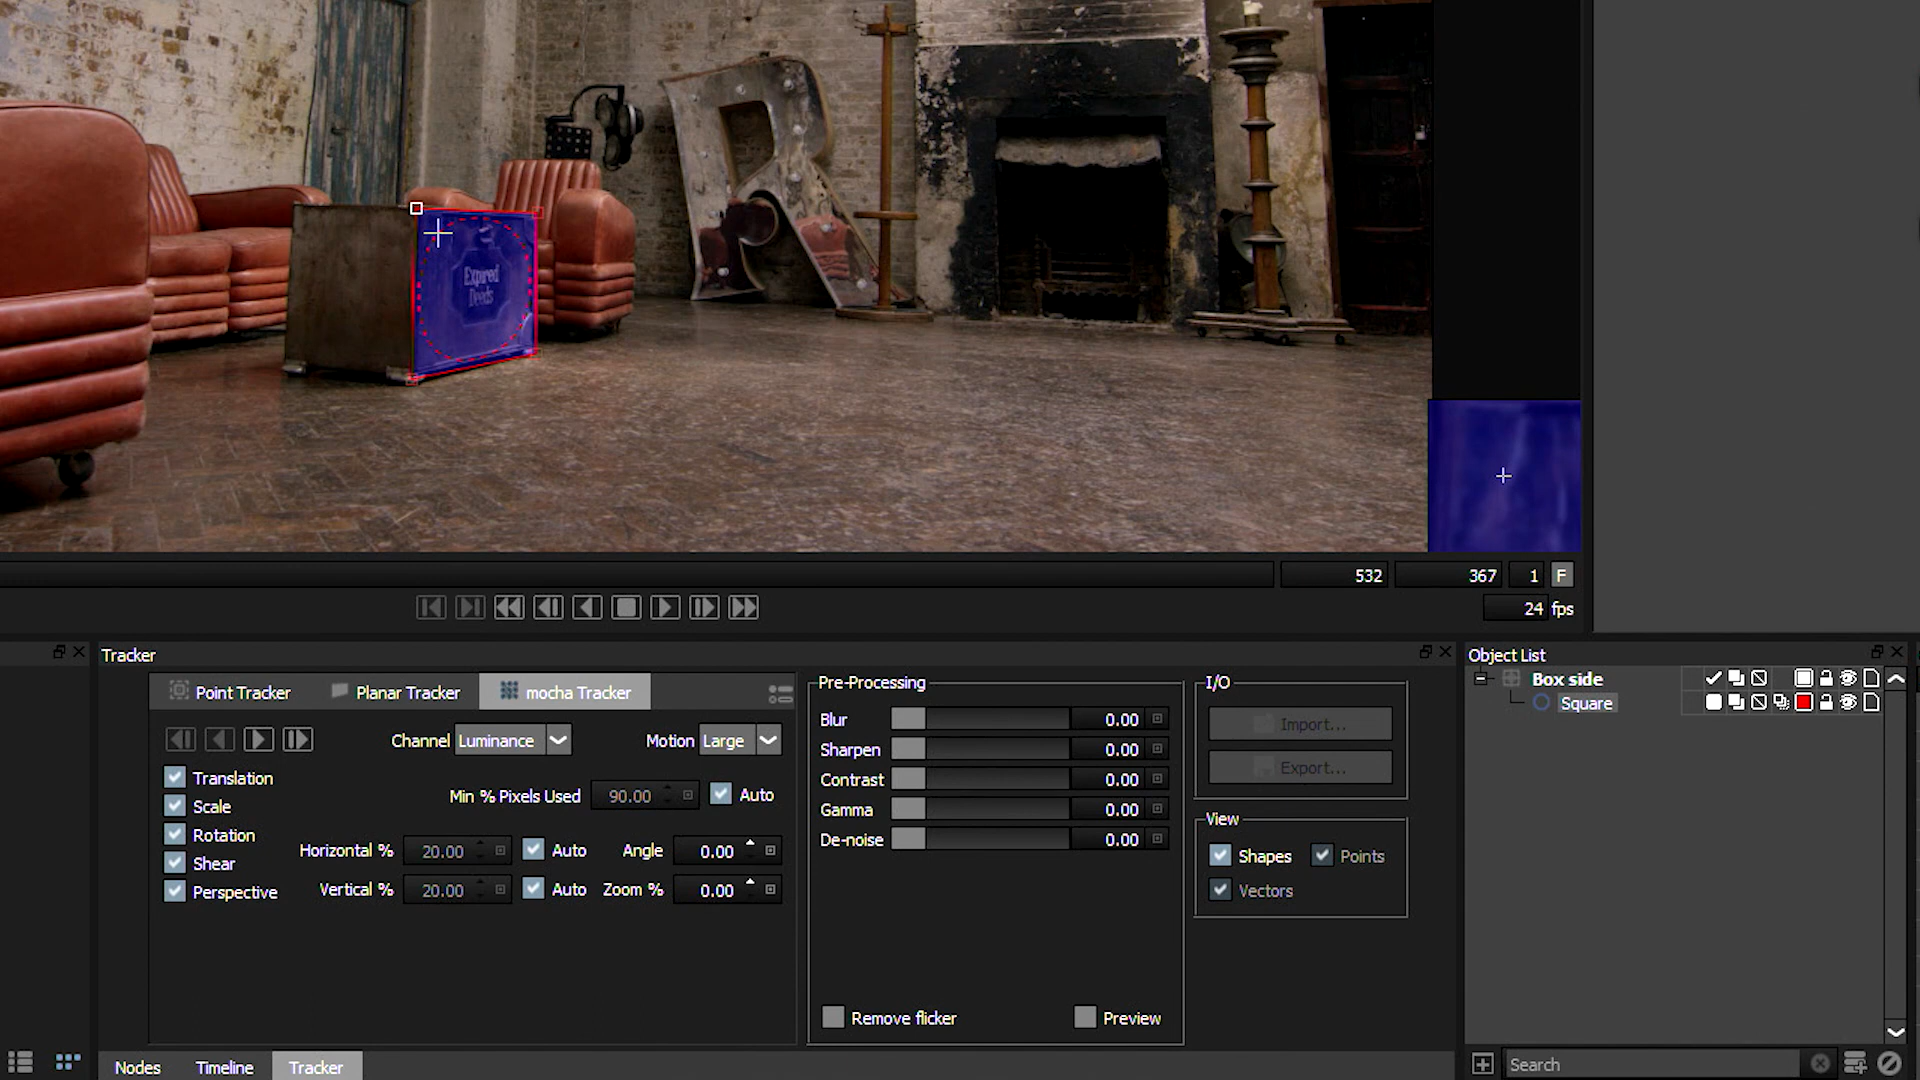 Expired
Deeds
532
367
1
F
24 fps
Tracker
Object List
Point Tracker
Planar Tracker
mocha Tracker
Pre-Processing
I/O
Box side
Square
Channel Luminance
Motion Large
Blur 0.00
Import...
Translation
Sharpen 0.00
Scale
Min % Pixels Used 90.00 Auto
Contrast 0.00
Export...
Rotation
Gamma 0.00
View
Shear
Horizontal % 20.00 Auto
Angle 0.00
De-noise 0.00
Shapes
Points
Perspective
Vertical % 20.00 Auto
Zoom % 0.00
Vectors
Remove flicker
Preview
Nodes
Timeline
Tracker
Search